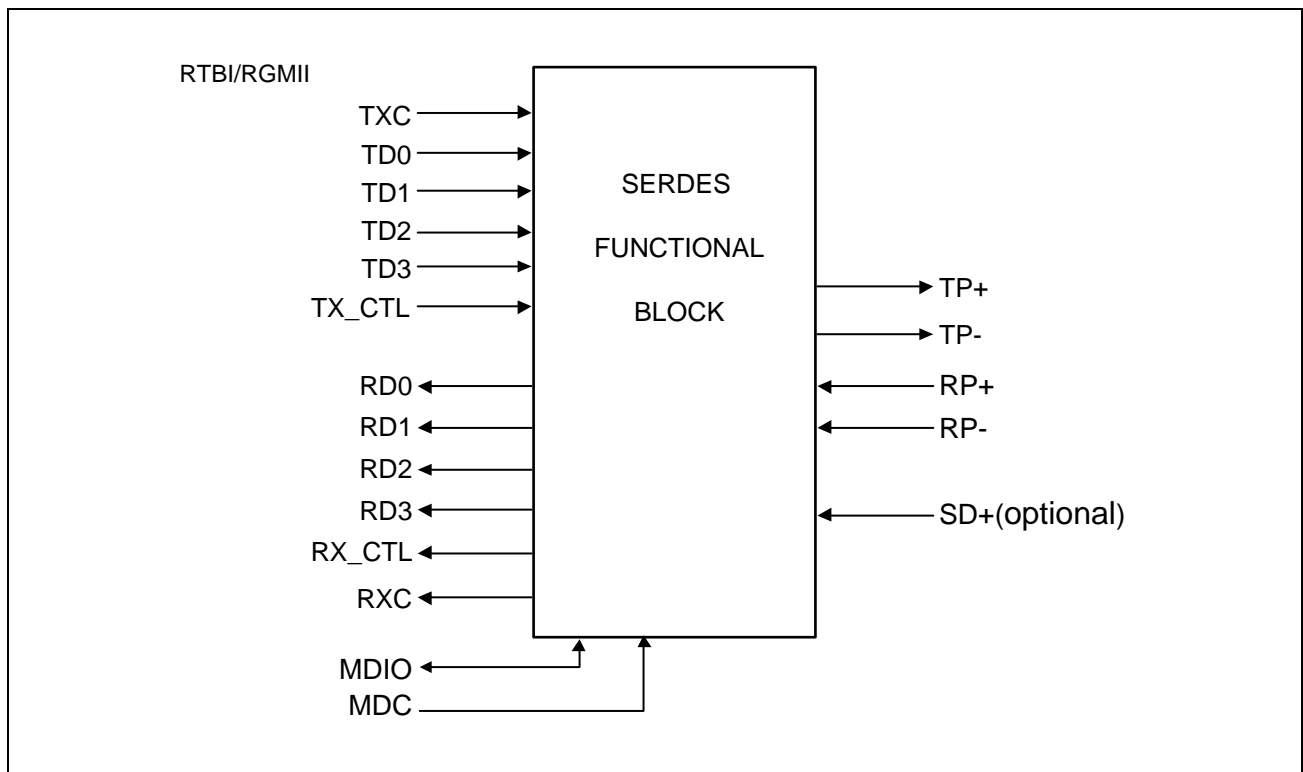 RTBI/RGMII
TXC
TD0
TD1
TD2
TD3
TX_CTL
RD0
RD1
RD2
RD3
RX_CTL
RXC
MDIO
MDC
SERDES
FUNCTIONAL
BLOCK
TP+
TP-
RP+
RP-
SD+(optional)